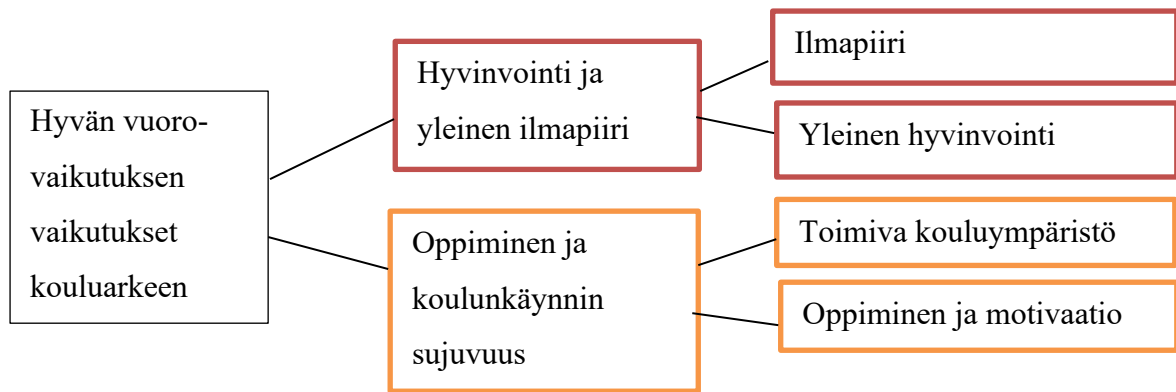 Hyvän vuoro-
vaikutuksen
vaikutukset
kouluarkeen
Hyvinvointi ja
yleinen ilmapiiri
Ilmapiiri
Yleinen hyvinvointi
Oppiminen ja
koulunkäynnin
sujuvuus
Toimiva kouluympäristö
Oppiminen ja motivaatio